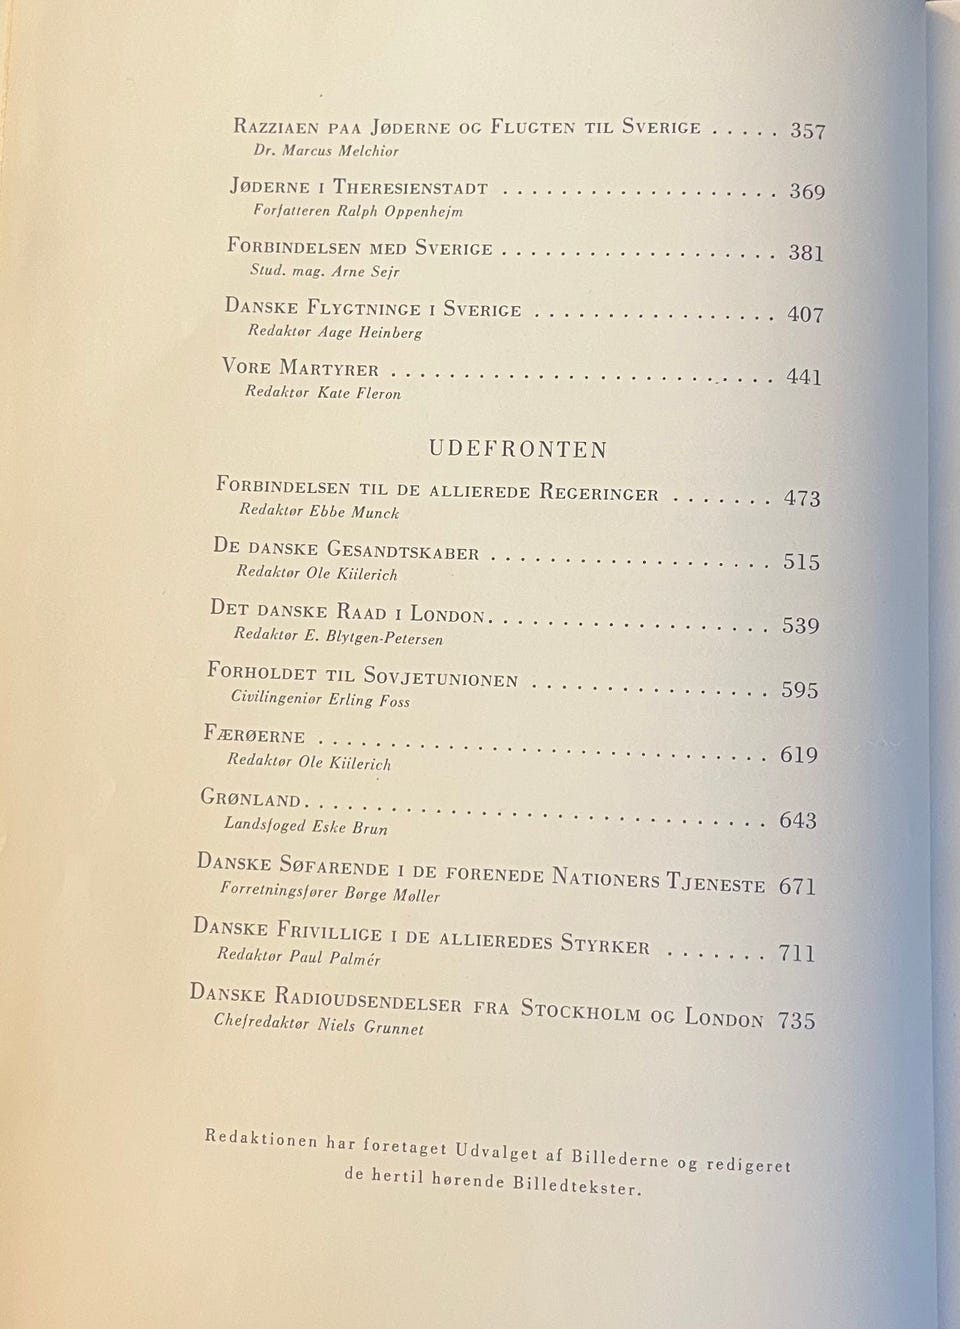 RAZZIAEN PAA JØDERNE OG FLUGTEN TIL SVERIGE ..... 357
Dr. Marcus Melchior
JØDERNE I THERESIENSTADT ................... 369
Forfatteren Ralph Oppenhejm
FORBINDELSEN MED SVERIGE ................... 381
Stud. mag. Arne Sejr
DANSKE FLYGTNINGE I SVERIGE ................. 407
Redaktør Aage Heinberg
VORE MARTYRER ........................... 441
Redaktør Kate Fleron
UDEFRONTEN
FORBINDELSEN TIL DE ALLIEREDE REGERINGER ....... 473
Redaktør Ebbe Munck
DE DANSKE GESANDTSKABER .................... 515
Redaktør Ole Kiilerich
DET DANSKE RAAD I LONDON.................... 539
Redaktør E. Blytgen-Petersen
FORHOLDET TIL SOVJETUNIONEN ................. 595
Civilingeniør Erling Foss
FÆRØERNE ............................... 619
Redaktør Ole Kiilerich
GRØNLAND................................ 643
Landsfoged Eske Brun
DANSKE SØFARENDE I DE FORENEDE NATIONERS TJENESTE 671
Forretningsfører Børge Møller
DANSKE FRIVILLIGE I DE ALLIEREDES STYRKER ....... 711
Redaktør Paul Palmér
DANSKE RADIOUDSENDELSER FRA STOCKHOLM OG LONDON 735
Chefredaktør Niels Grunnet
Redaktionen har foretaget Udvalget af Billederne og redigeret
de hertil hørende Billedtekster.